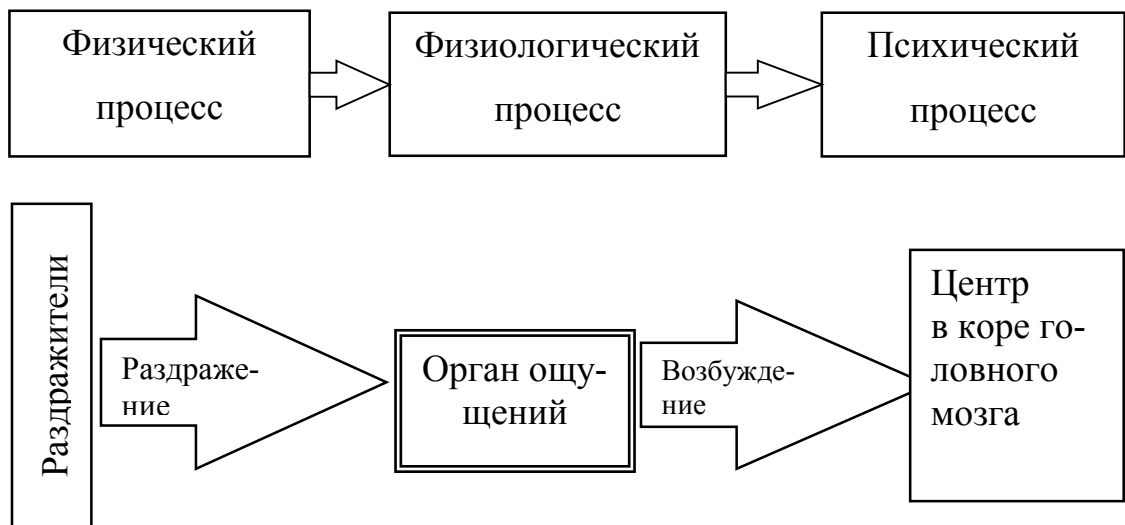 Физический
процесс
Физиологический
процесс
Психический
процесс
Раздражители
Раздраже-
ние
Орган ощу-
щений
Возбужде-
ние
Центр
в коре го-
ловного
мозга